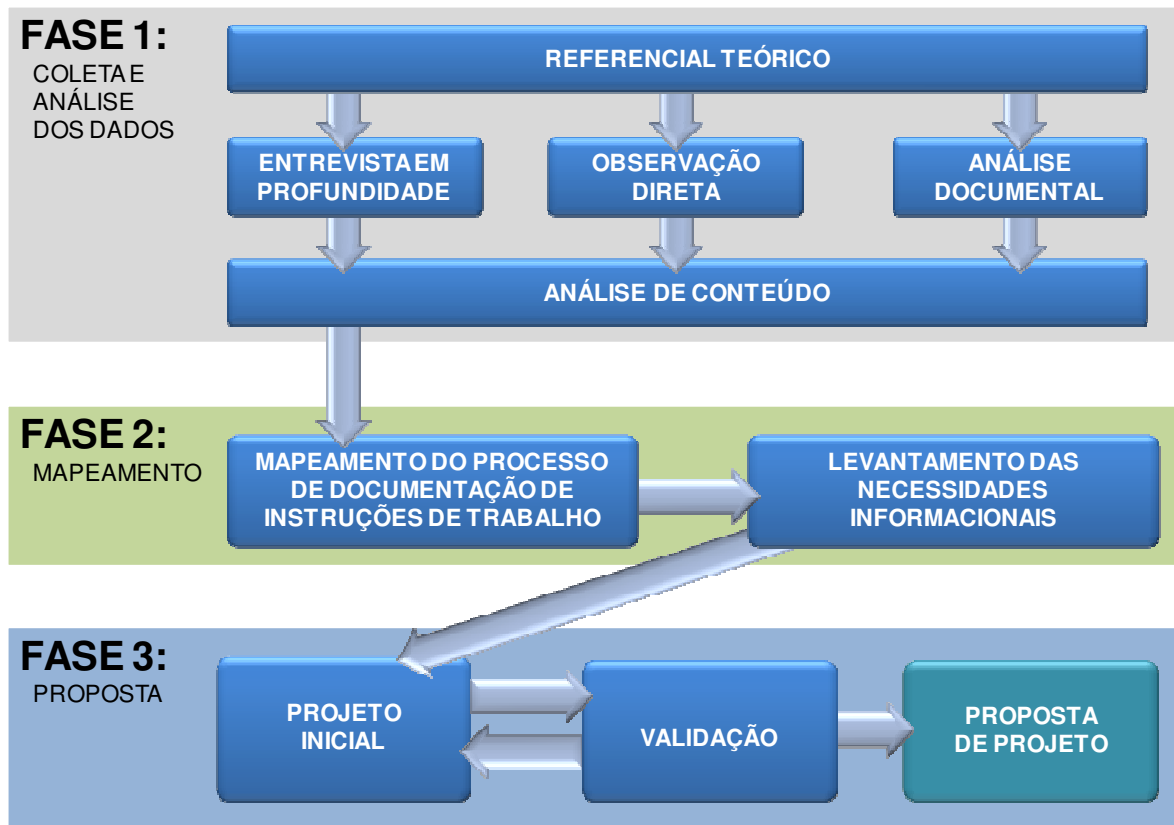 FASE 1:
COLETA E
ANÁLISE
DOS DADOS
REFERENCIAL TEÓRICO
ENTREVISTA EM
PROFUNDIDADE
OBSERVAÇÃO
DIRETA
ANÁLISE
DOCUMENTAL
ANÁLISE DE CONTEÚDO
FASE 2:
MAPEAMENTO
MAPEAMENTO DO PROCESSO
DE DOCUMENTAÇÃO DE
INSTRUÇÕES DE TRABALHO
LEVANTAMENTO DAS
NECESSIDADES
INFORMACIONAIS
FASE 3:
PROPOSTA
PROJETO
INICIAL
VALIDAÇÃO
PROPOSTA
DE PROJETO